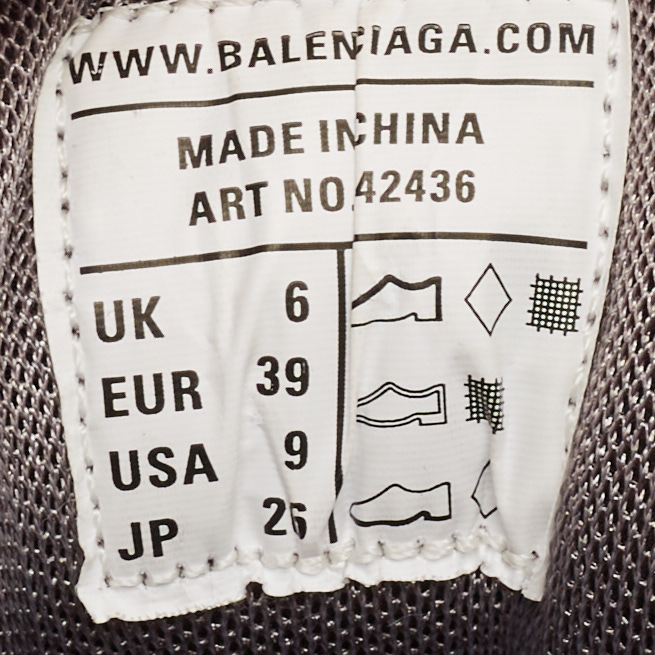 WWW.BALENCIAGA.COM
MADE IN CHINA
ART NO.42436
UK 6
EUR 39
USA 9
JP 26